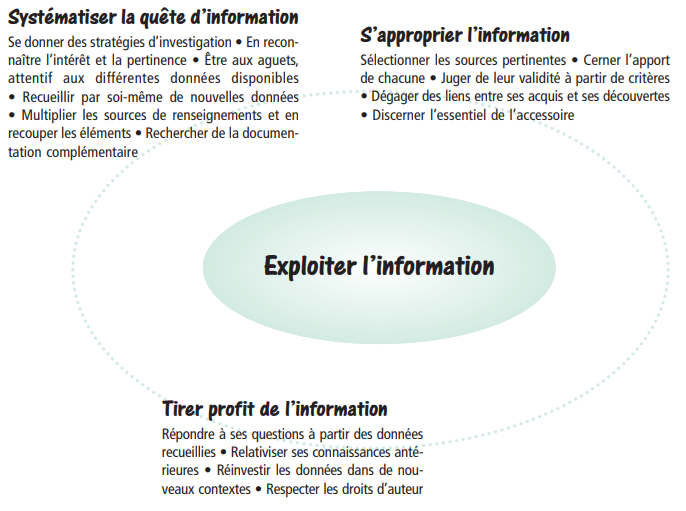 Systématiser la quête d'information
Se donner des stratégies d'investigation • En recon-
naître l'intérêt et la pertinence • Être aux aguets,
attentif aux différentes données disponibles
• Recueillir par soi-même de nouvelles données
• Multiplier les sources de renseignements et en
recouper les éléments • Rechercher de la documen-
tation complémentaire
S'approprier l'information
Sélectionner les sources pertinentes • Cerner l'apport
de chacune • Juger de leur validité à partir de critères
• Dégager des liens entre ses acquis et ses découvertes
• Discerner l'essentiel de l'accessoire
Exploiter l'information
Tirer profit de l'information
Répondre à ses questions à partir des données
recueillies • Relativiser ses connaissances anté-
rieures • Réinvestir les données dans de nou-
veaux contextes • Respecter les droits d'auteur